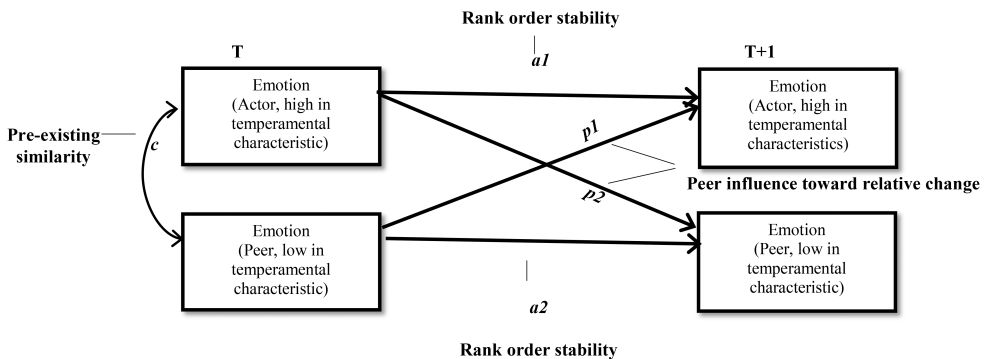 Rank order stability
T
a1
T+1
Emotion
(Actor, high in
temperamental
characteristic)
Emotion
(Actor, high in
temperamental
characteristics)
Pre-existing
similarity
c
p1
p2
Peer influence toward relative change
Emotion
(Peer, low in
temperamental
characteristic)
Emotion
(Peer, low in
temperamental
characteristic)
a2
Rank order stability